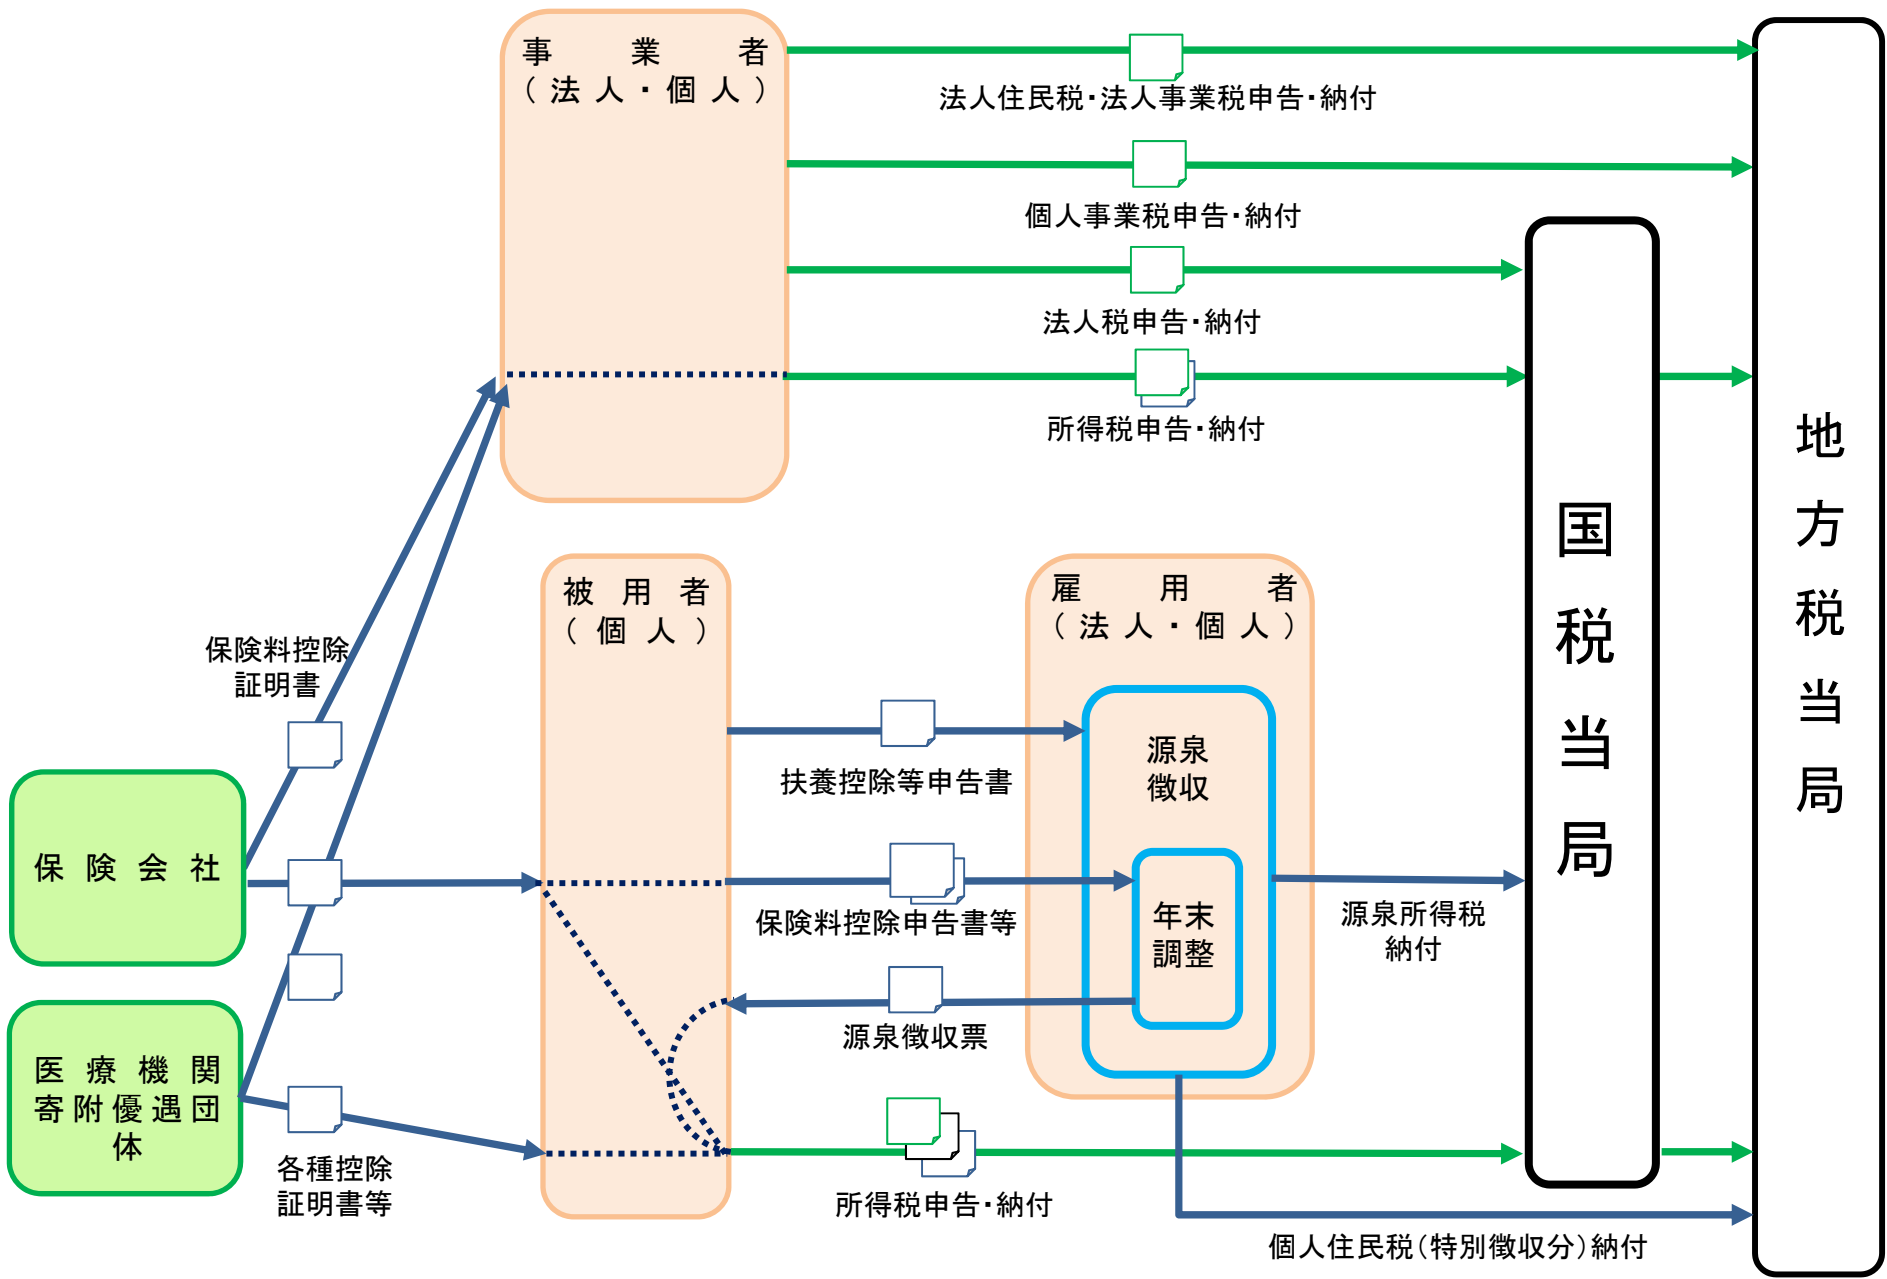 事業者
（法人・個人）
法人住民税・法人事業税申告・納付
個人事業税申告・納付
法人税申告・納付
所得税申告・納付
地方税当局
国税当局
被用者
（個人）
雇用者
（法人・個人）
保険料控除
証明書
源泉
徴収
扶養控除等申告書
保険会社
年末
調整
保険料控除申告書等
源泉所得税
納付
源泉徴収票
医療機関
寄附優遇団
体
各種控除
証明書等
所得税申告・納付
個人住民税（特別徴収分）納付